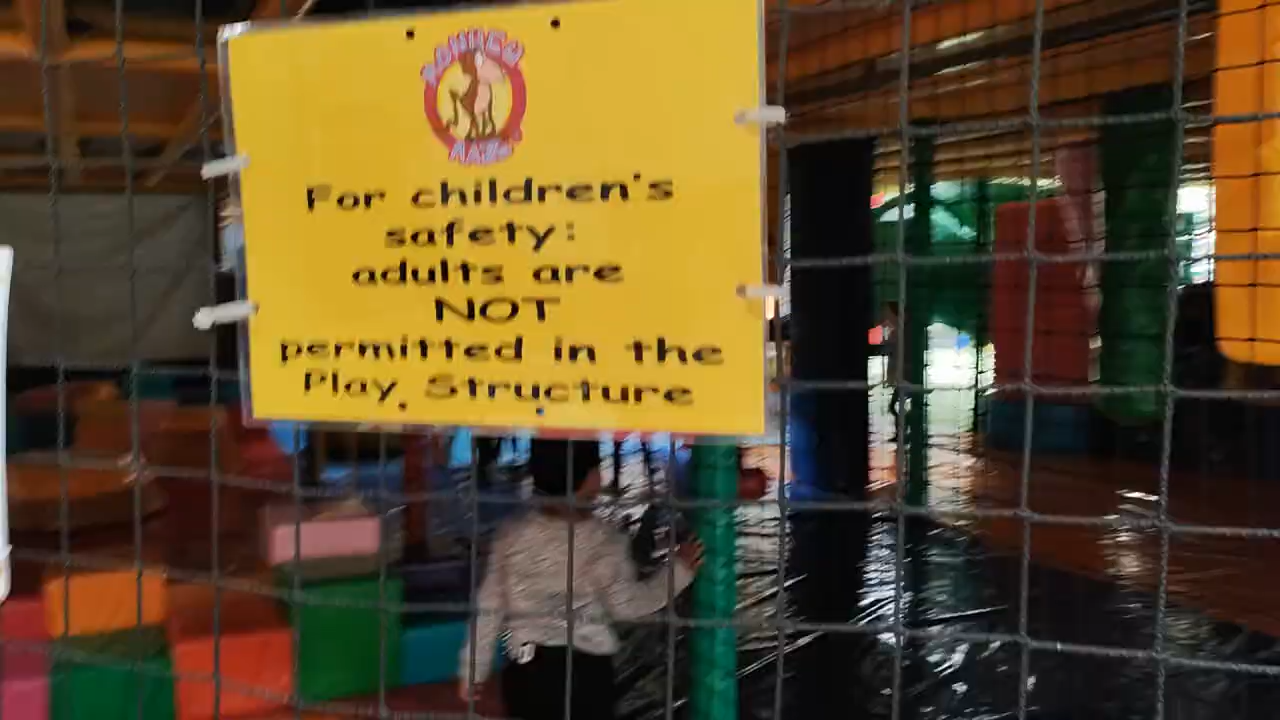 For children's
safety:
adults are
NOT
permitted in the
Play Structure